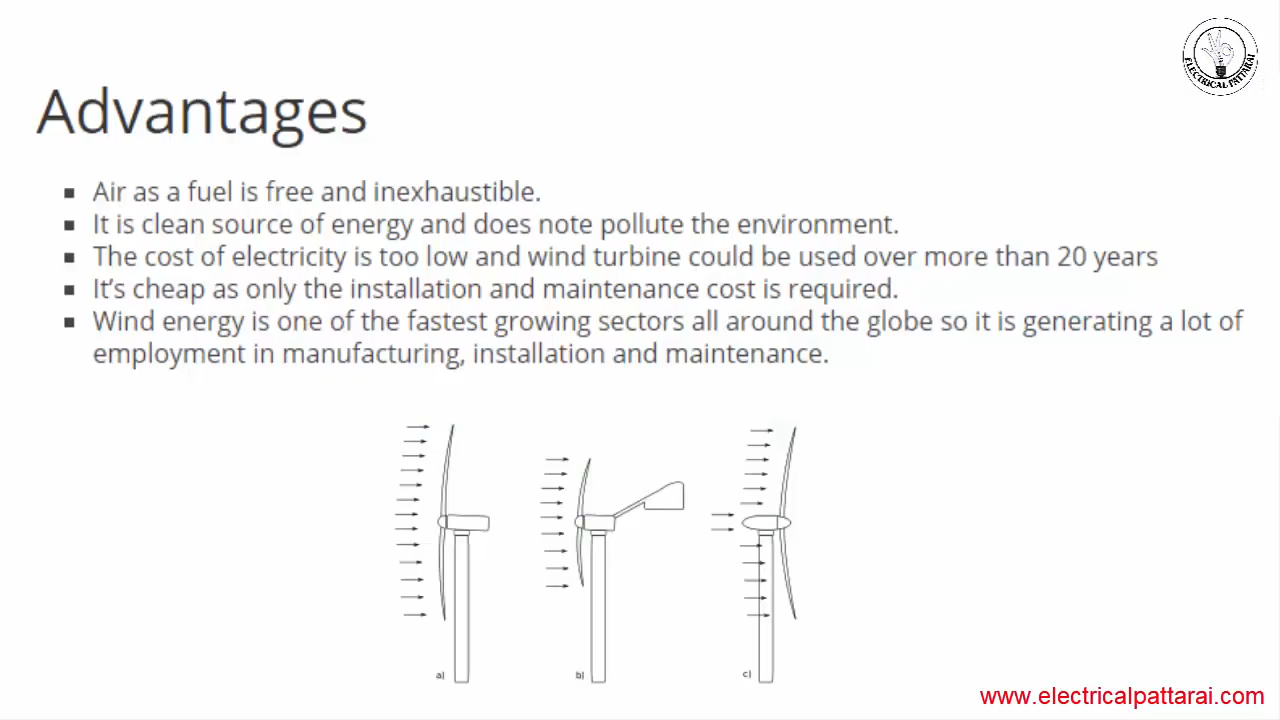 ELECTRICAL PATTARAI
Advantages
▪ Air as a fuel is free and inexhaustible.
▪ It is clean source of energy and does note pollute the environment.
▪ The cost of electricity is too low and wind turbine could be used over more than 20 years
▪ It’s cheap as only the installation and maintenance cost is required.
▪ Wind energy is one of the fastest growing sectors all around the globe so it is generating a lot of
employment in manufacturing, installation and maintenance.
a) b) c)
www.electricalpattarai.com